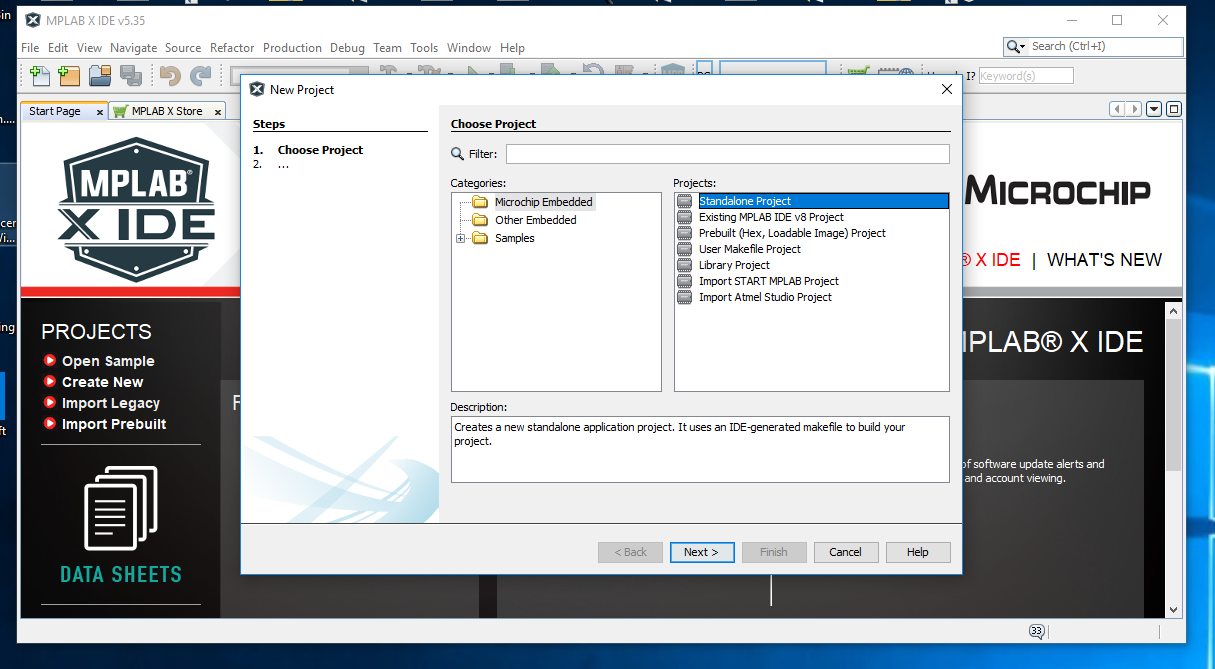 MPLAB X IDE v5.35
File Edit View Navigate Source Refactor Production Debug Team Tools Window Help
Search (Ctrl+I)
I?
Keyword(s)
New Project
Start Page
MPLAB X Store
Steps
1. Choose Project
2. ...
Choose Project
Filter:
Categories:
Microchip Embedded
Other Embedded
Samples
Projects:
Standalone Project
Existing MPLAB IDE v8 Project
Prebuilt (Hex, Loadable Image) Project
User Makefile Project
Library Project
Import START MPLAB Project
Import Atmel Studio Project
Description:
Creates a new standalone application project. It uses an IDE-generated makefile to build your
project.
< Back
Next >
Finish
Cancel
Help
MPLAB®
X IDE
MICROCHIP
® X IDE | WHAT'S NEW
PROJECTS
Open Sample
Create New
Import Legacy
Import Prebuilt
DATA SHEETS
MPLAB® X IDE
of software update alerts and
and account viewing.
33